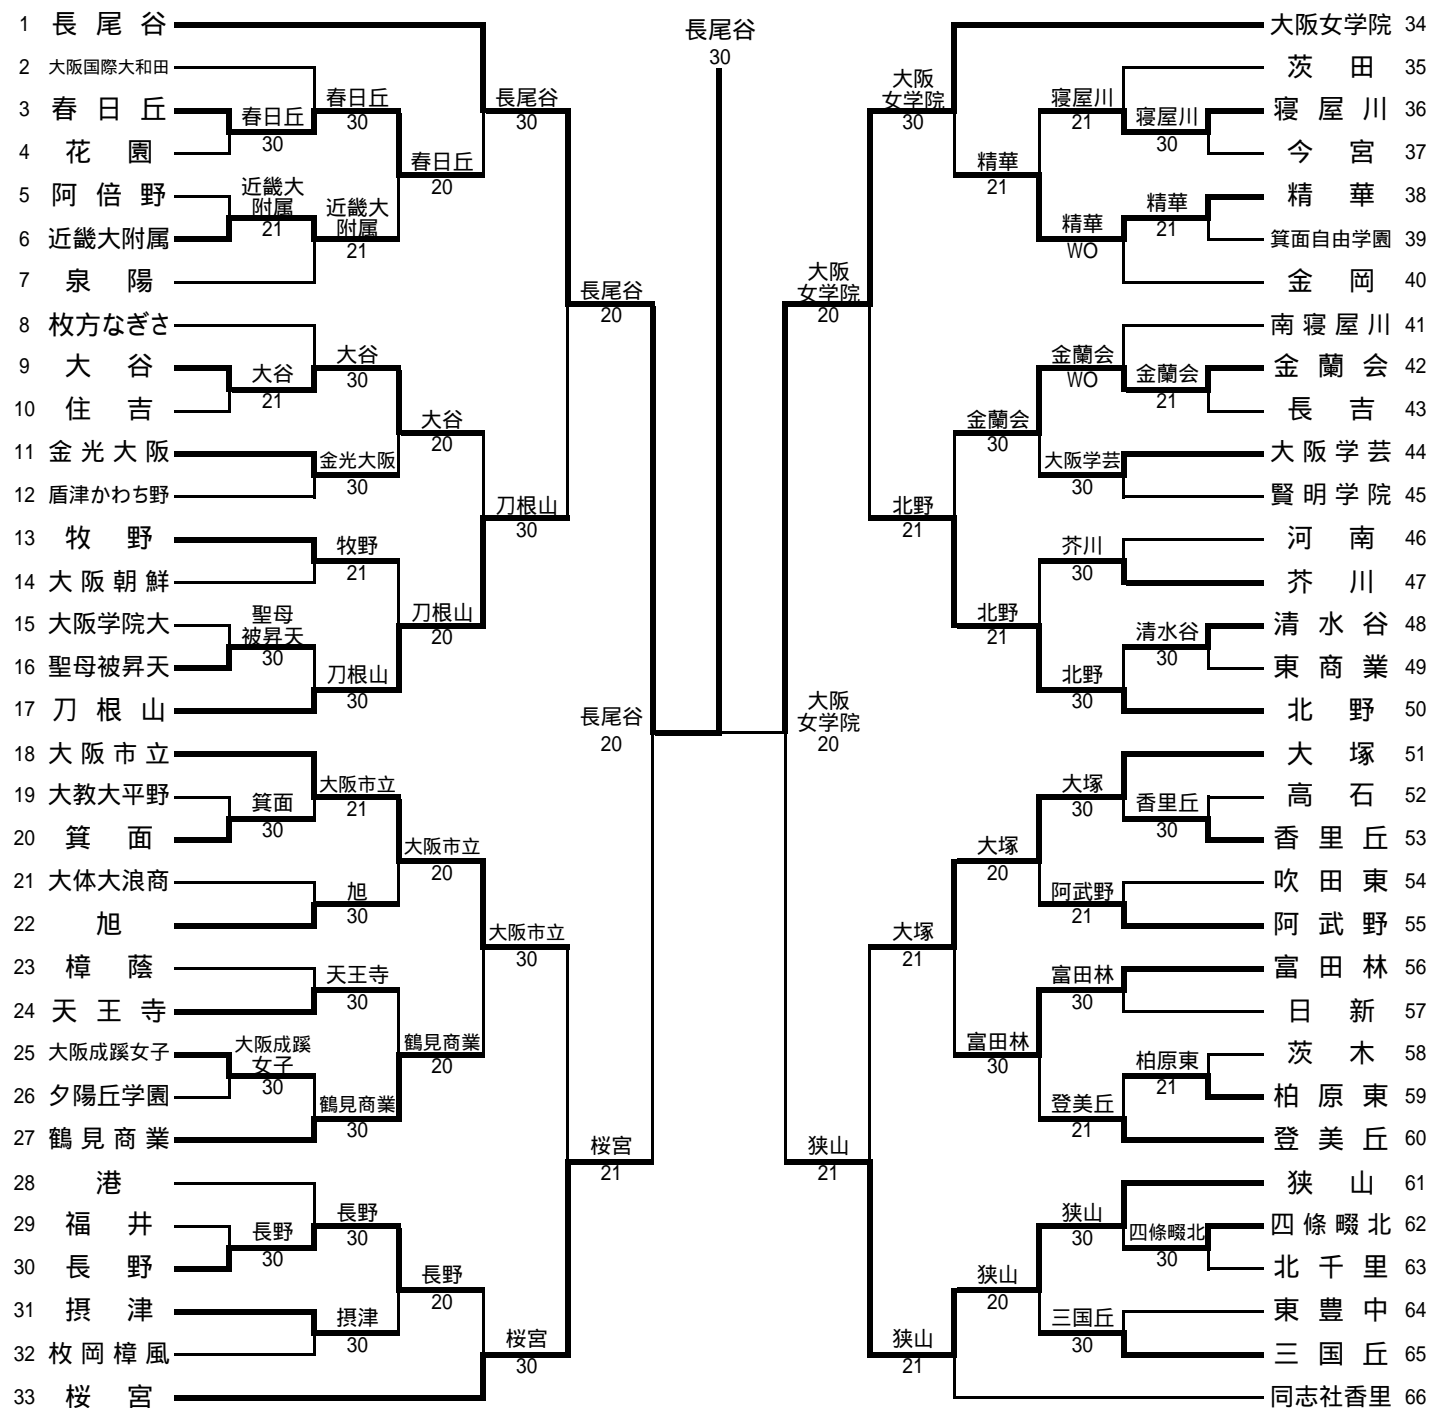 長尾谷
30
1 長尾谷
2 大阪国際大和田
3 春日丘
4 花園
5 阿倍野
6 近畿大附属
7 泉陽
8 枚方なぎさ
9 大谷
10 住吉
11 金光大阪
12 盾津かわち野
13 牧野
14 大阪朝鮮
15 大阪学院大
16 聖母被昇天
17 刀根山
18 大阪市立
19 大教大平野
20 箕面
21 大体大浪商
22 旭
23 樟蔭
24 天王寺
25 大阪成蹊女子
26 夕陽丘学園
27 鶴見商業
28 港
29 福井
30 長野
31 摂津
32 枚岡樟風
33 桜宮
春日丘
30
近畿大
附属
21
大谷
21
聖母
被昇天
30
箕面
30
大阪成蹊
女子
30
長野
30
春日丘
30
近畿大
附属
21
大谷
30
金光大阪
30
牧野
21
刀根山
30
大阪市立
21
旭
30
天王寺
30
鶴見商業
30
長野
30
摂津
30
春日丘
20
大谷
20
刀根山
20
大阪市立
20
鶴見商業
20
長野
20
長尾谷
30
刀根山
30
大阪市立
30
桜宮
30
長尾谷
20
桜宮
21
長尾谷
20
大阪
女学院
20
大阪
女学院
20
狭山
21
大阪
女学院
30
北野
21
大塚
21
狭山
21
精華
21
金蘭会
30
北野
21
大塚
20
富田林
30
狭山
20
寝屋川
21
精華
WO
金蘭会
WO
大阪学芸
30
芥川
30
北野
30
大塚
30
阿武野
21
富田林
30
登美丘
21
狭山
30
三国丘
30
寝屋川
30
精華
21
金蘭会
21
清水谷
30
香里丘
30
柏原東
21
四條畷北
30
大阪女学院 34
茨田 35
寝屋川 36
今宮 37
精華 38
箕面自由学園 39
金岡 40
南寝屋川 41
金蘭会 42
長吉 43
大阪学芸 44
賢明学院 45
河南 46
芥川 47
清水谷 48
東商業 49
北野 50
大塚 51
高石 52
香里丘 53
吹田東 54
阿武野 55
富田林 56
日新 57
茨木 58
柏原東 59
登美丘 60
狭山 61
四條畷北 62
北千里 63
東豊中 64
三国丘 65
同志社香里 66